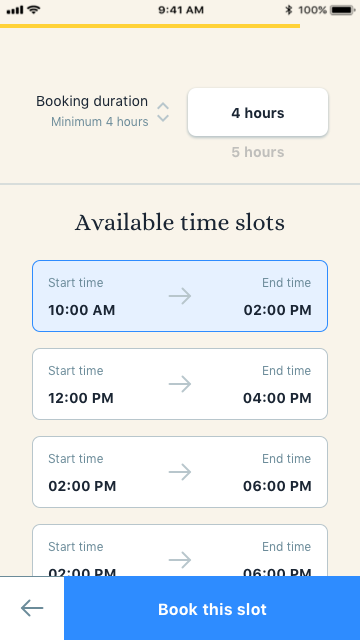 9:41 AM
100%
Booking duration
Minimum 4 hours
4 hours
5 hours
Available time slots
Start time
End time
10:00 AM
02:00 PM
Start time
End time
12:00 PM
04:00 PM
Start time
End time
02:00 PM
06:00 PM
Start time
End time
02:00 PM
06:00 PM
Book this slot